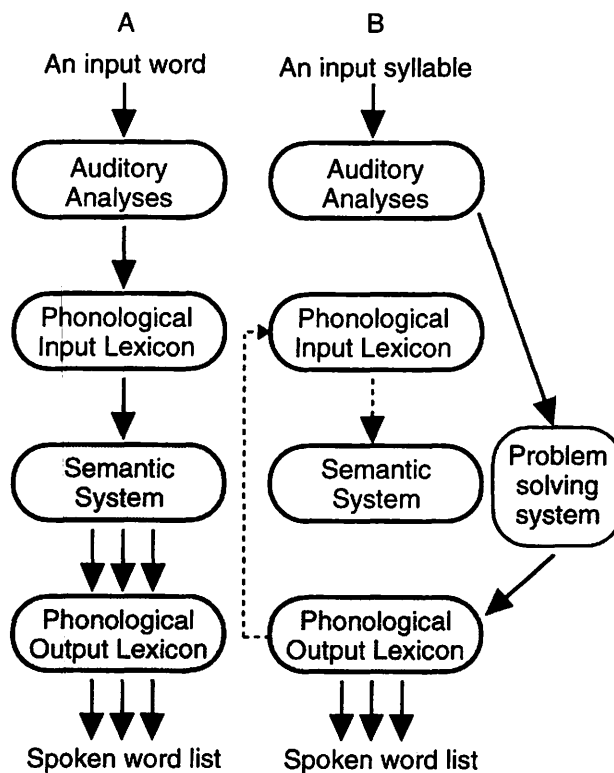 A
An input word
Auditory
Analyses
Phonological
Input Lexicon
Semantic
System
Phonological
Output Lexicon
Spoken word list
B
An input syllable
Auditory
Analyses
Phonological
Input Lexicon
Semantic
System
Problem
solving
system
Phonological
Output Lexicon
Spoken word list